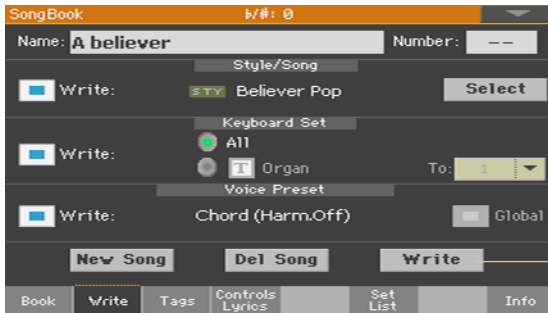 SongBook b/#: 0
Name: A believer Number: --
Style/Song
Write: STY Believer Pop Select
Keyboard Set
All
Write:
T Organ To: 1
Voice Preset
Write: Chord (Harm.Off) Global
New Song Del Song Write
Book Write Tags Controls Lyrics Set List Info